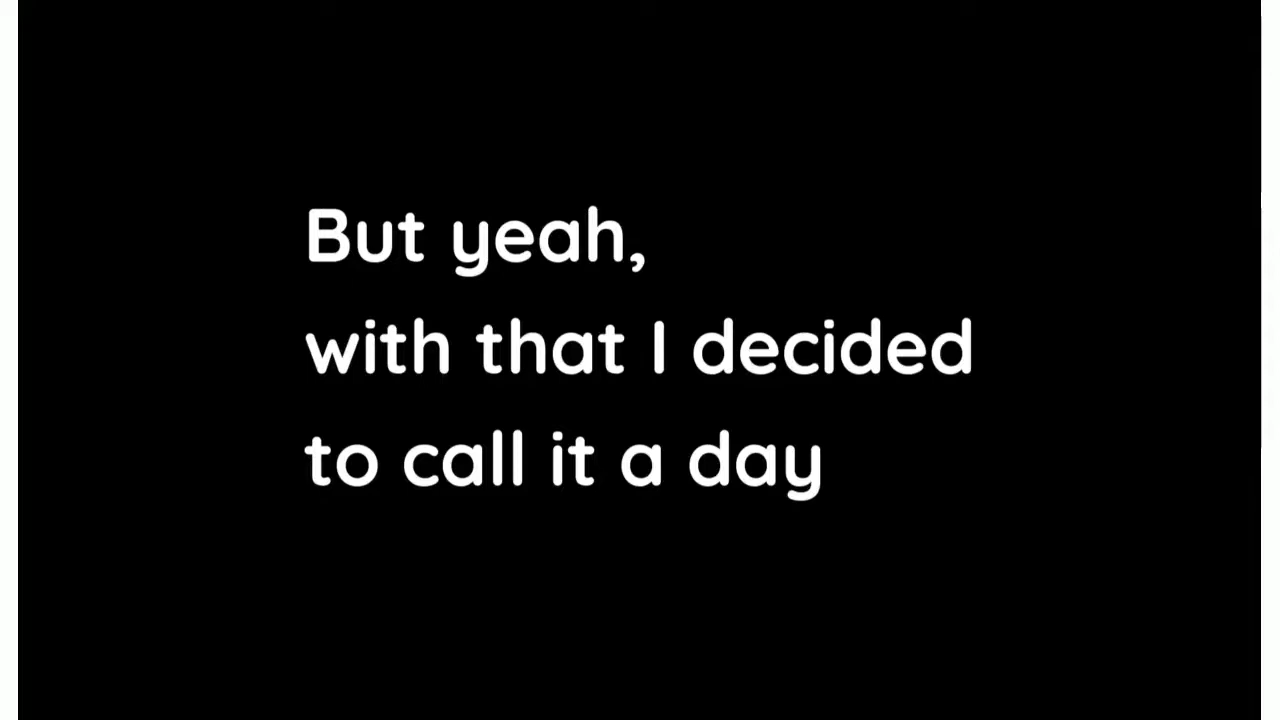 But yeah,
with that I decided
to call it a day